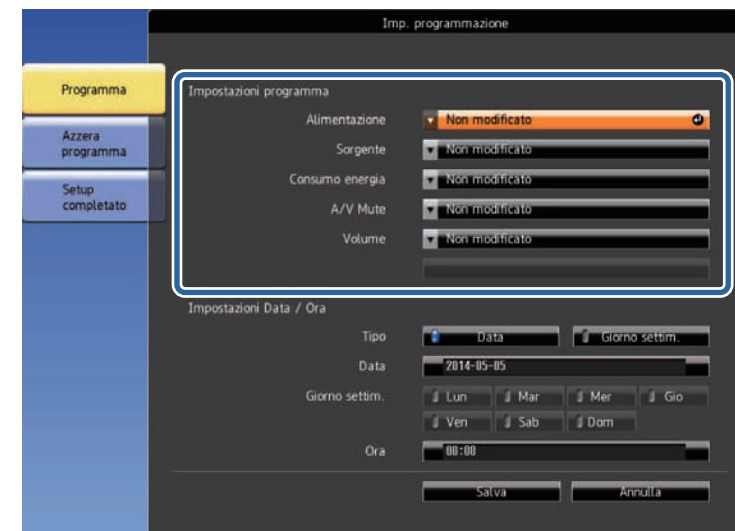 Imp. programmazione
Programma
Azzera
programma
Setup
completato
Impostazioni programma
Alimentazione Non modificato
Sorgente Non modificato
Consumo energia Non modificato
A/V Mute Non modificato
Volume Non modificato
Impostazioni Data / Ora
Tipo Data Giorno settim.
Data 2014-05-05
Giorno settim. Lun Mar Mer Gio
Ven Sab Dom
Ora 00:00
Salva Annulla